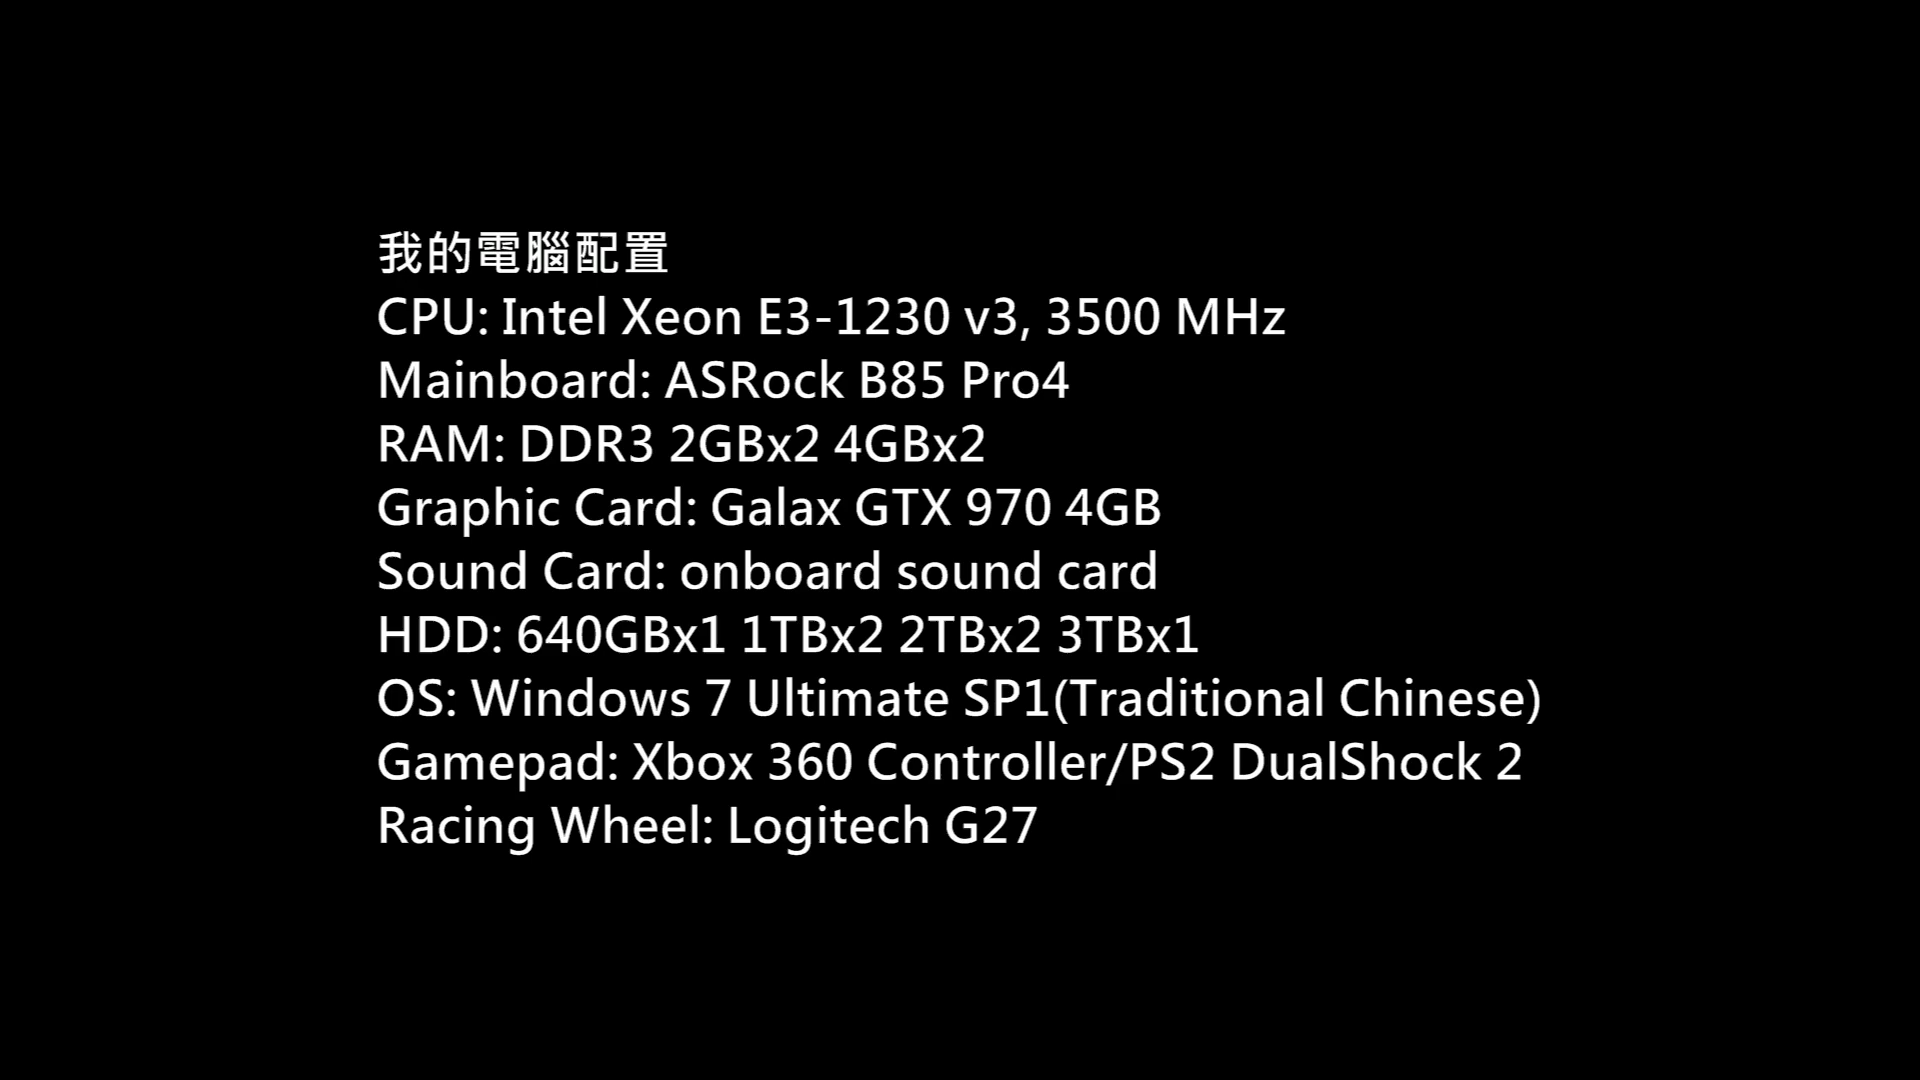 我的電腦配置
CPU: Intel Xeon E3-1230 v3, 3500 MHz
Mainboard: ASRock B85 Pro4
RAM: DDR3 2GBx2 4GBx2
Graphic Card: Galax GTX 970 4GB
Sound Card: onboard sound card
HDD: 640GBx1 1TBx2 2TBx2 3TBx1
OS: Windows 7 Ultimate SP1(Traditional Chinese)
Gamepad: Xbox 360 Controller/PS2 DualShock 2
Racing Wheel: Logitech G27